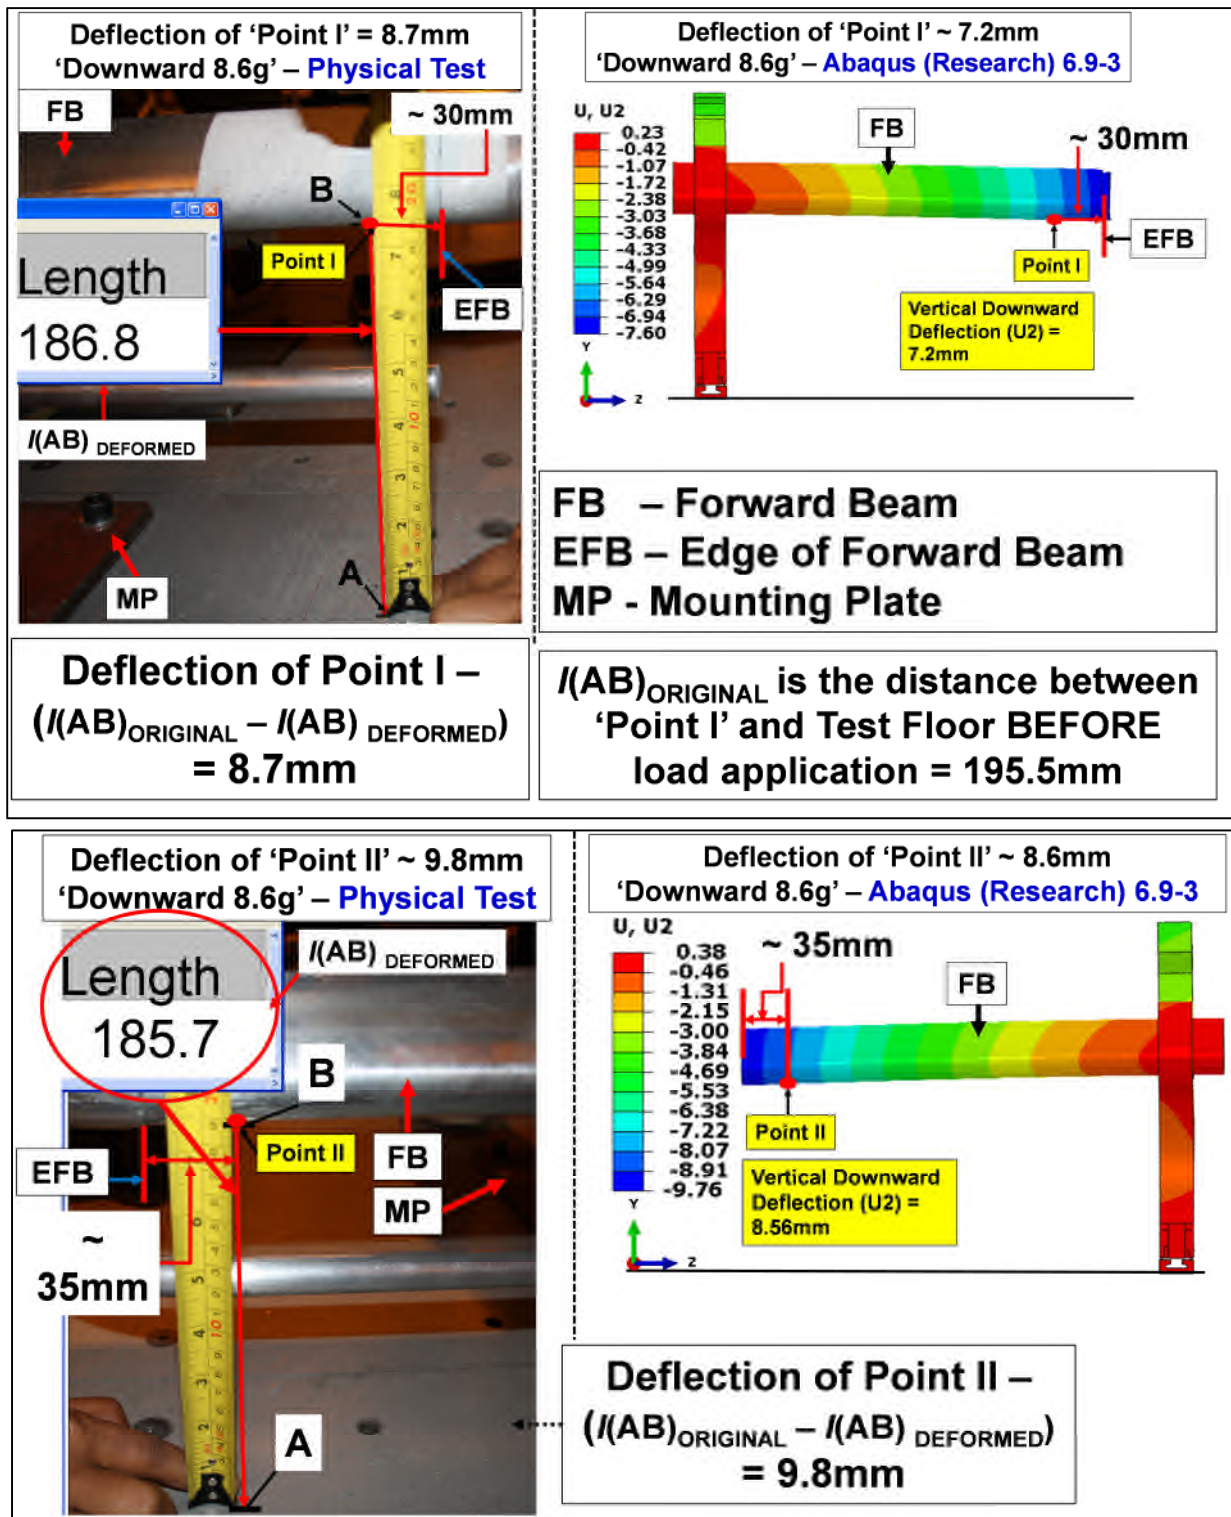 Deflection of 'Point I' = 8.7mm
'Downward 8.6g' – Physical Test
FB
~ 30mm
B
Point I
Length
186.8
EFB
l(AB) DEFORMED
A
MP
Deflection of Point I –
(l(AB)ORIGINAL – l(AB) DEFORMED)
= 8.7mm
Deflection of 'Point I' ~ 7.2mm
'Downward 8.6g' – Abaqus (Research) 6.9-3
U, U2
0.23
-0.42
-1.07
-1.72
-2.38
-3.03
-3.68
-4.33
-4.99
-5.64
-6.29
-6.94
-7.60
FB
~ 30mm
EFB
Point I
Vertical Downward
Deflection (U2) =
7.2mm
Y
Z
FB – Forward Beam
EFB – Edge of Forward Beam
MP - Mounting Plate
l(AB)ORIGINAL is the distance between
'Point I' and Test Floor BEFORE
load application = 195.5mm
Deflection of 'Point II' ~ 9.8mm
'Downward 8.6g' – Physical Test
l(AB) DEFORMED
Length
185.7
B
Point II
EFB
FB
MP
~
35mm
A
Deflection of 'Point II' ~ 8.6mm
'Downward 8.6g' – Abaqus (Research) 6.9-3
U, U2
0.38
-0.46
-1.31
-2.15
-3.00
-3.84
-4.69
-5.53
-6.38
-7.22
-8.07
-8.91
-9.76
~ 35mm
FB
Point II
Vertical Downward
Deflection (U2) =
8.56mm
Y
Z
Deflection of Point II –
(l(AB)ORIGINAL – l(AB) DEFORMED)
= 9.8mm